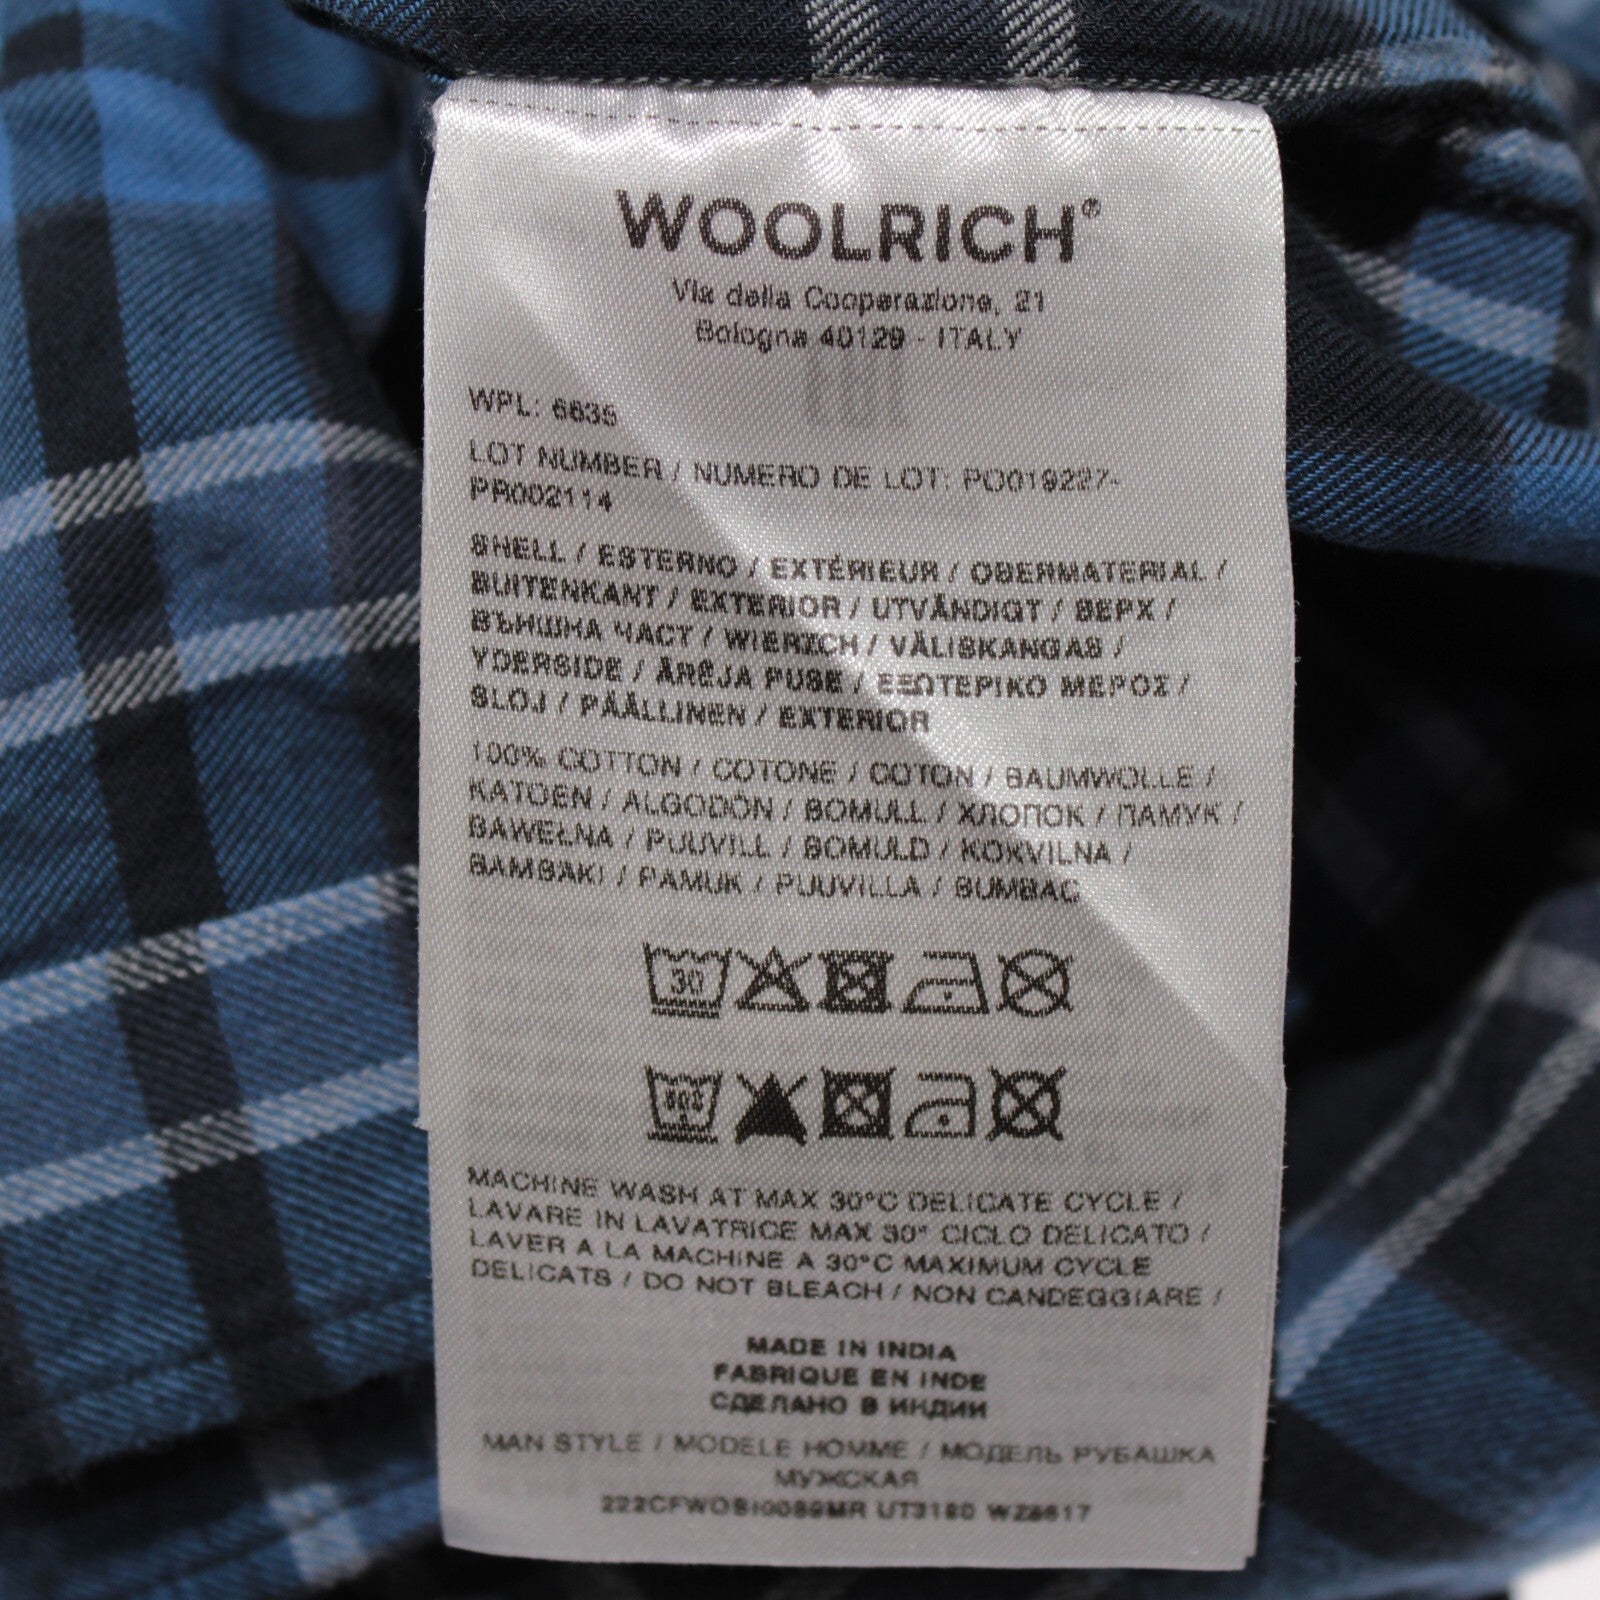 WOOLRICH®
Via della Cooperazione, 21
Bologna 40129 - ITALY
WPL: 6635
LOT NUMBER / NUMERO DE LOT: PO019227-
PR002114
SHELL / ESTERNO / EXTÉRIEUR / OBERMATERIAL /
BUITENKANT / EXTERIOR / UTVÄNDIGT / ВЕРХ /
ВЪНШНА ЧАСТ / WIERZCH / VÄLISKANGAS /
YDERSIDE / ĀRĒJA PUSE / ΕΞΩΤΕΡΙΚΟ ΜΕΡΟΣ /
SLOJ / PÄÄLLINEN / EXTERIOR
100% COTTON / COTONE / COTON / BAUMWOLLE /
KATOEN / ALGODÓN / BOMULL / ХЛОПОК / ПАМУК /
BAWEŁNA / PUUVILL / BOMULD / KOKVILNA /
BAMBAKI / PAMUK / PUUVILLA / BUMBAC
30
MACHINE WASH AT MAX 30°C DELICATE CYCLE /
LAVARE IN LAVATRICE MAX 30° CICLO DELICATO /
LAVER A LA MACHINE A 30°C MAXIMUM CYCLE
DELICATS / DO NOT BLEACH / NON CANDEGGIARE /
MADE IN INDIA
FABRIQUE EN INDE
СДЕЛАНО В ИНДИИ
MAN STYLE / MODELE HOMME / МОДЕЛЬ РУБАШКА
МУЖСКАЯ
222CFWOSI0089MR UT3180 WZ8617